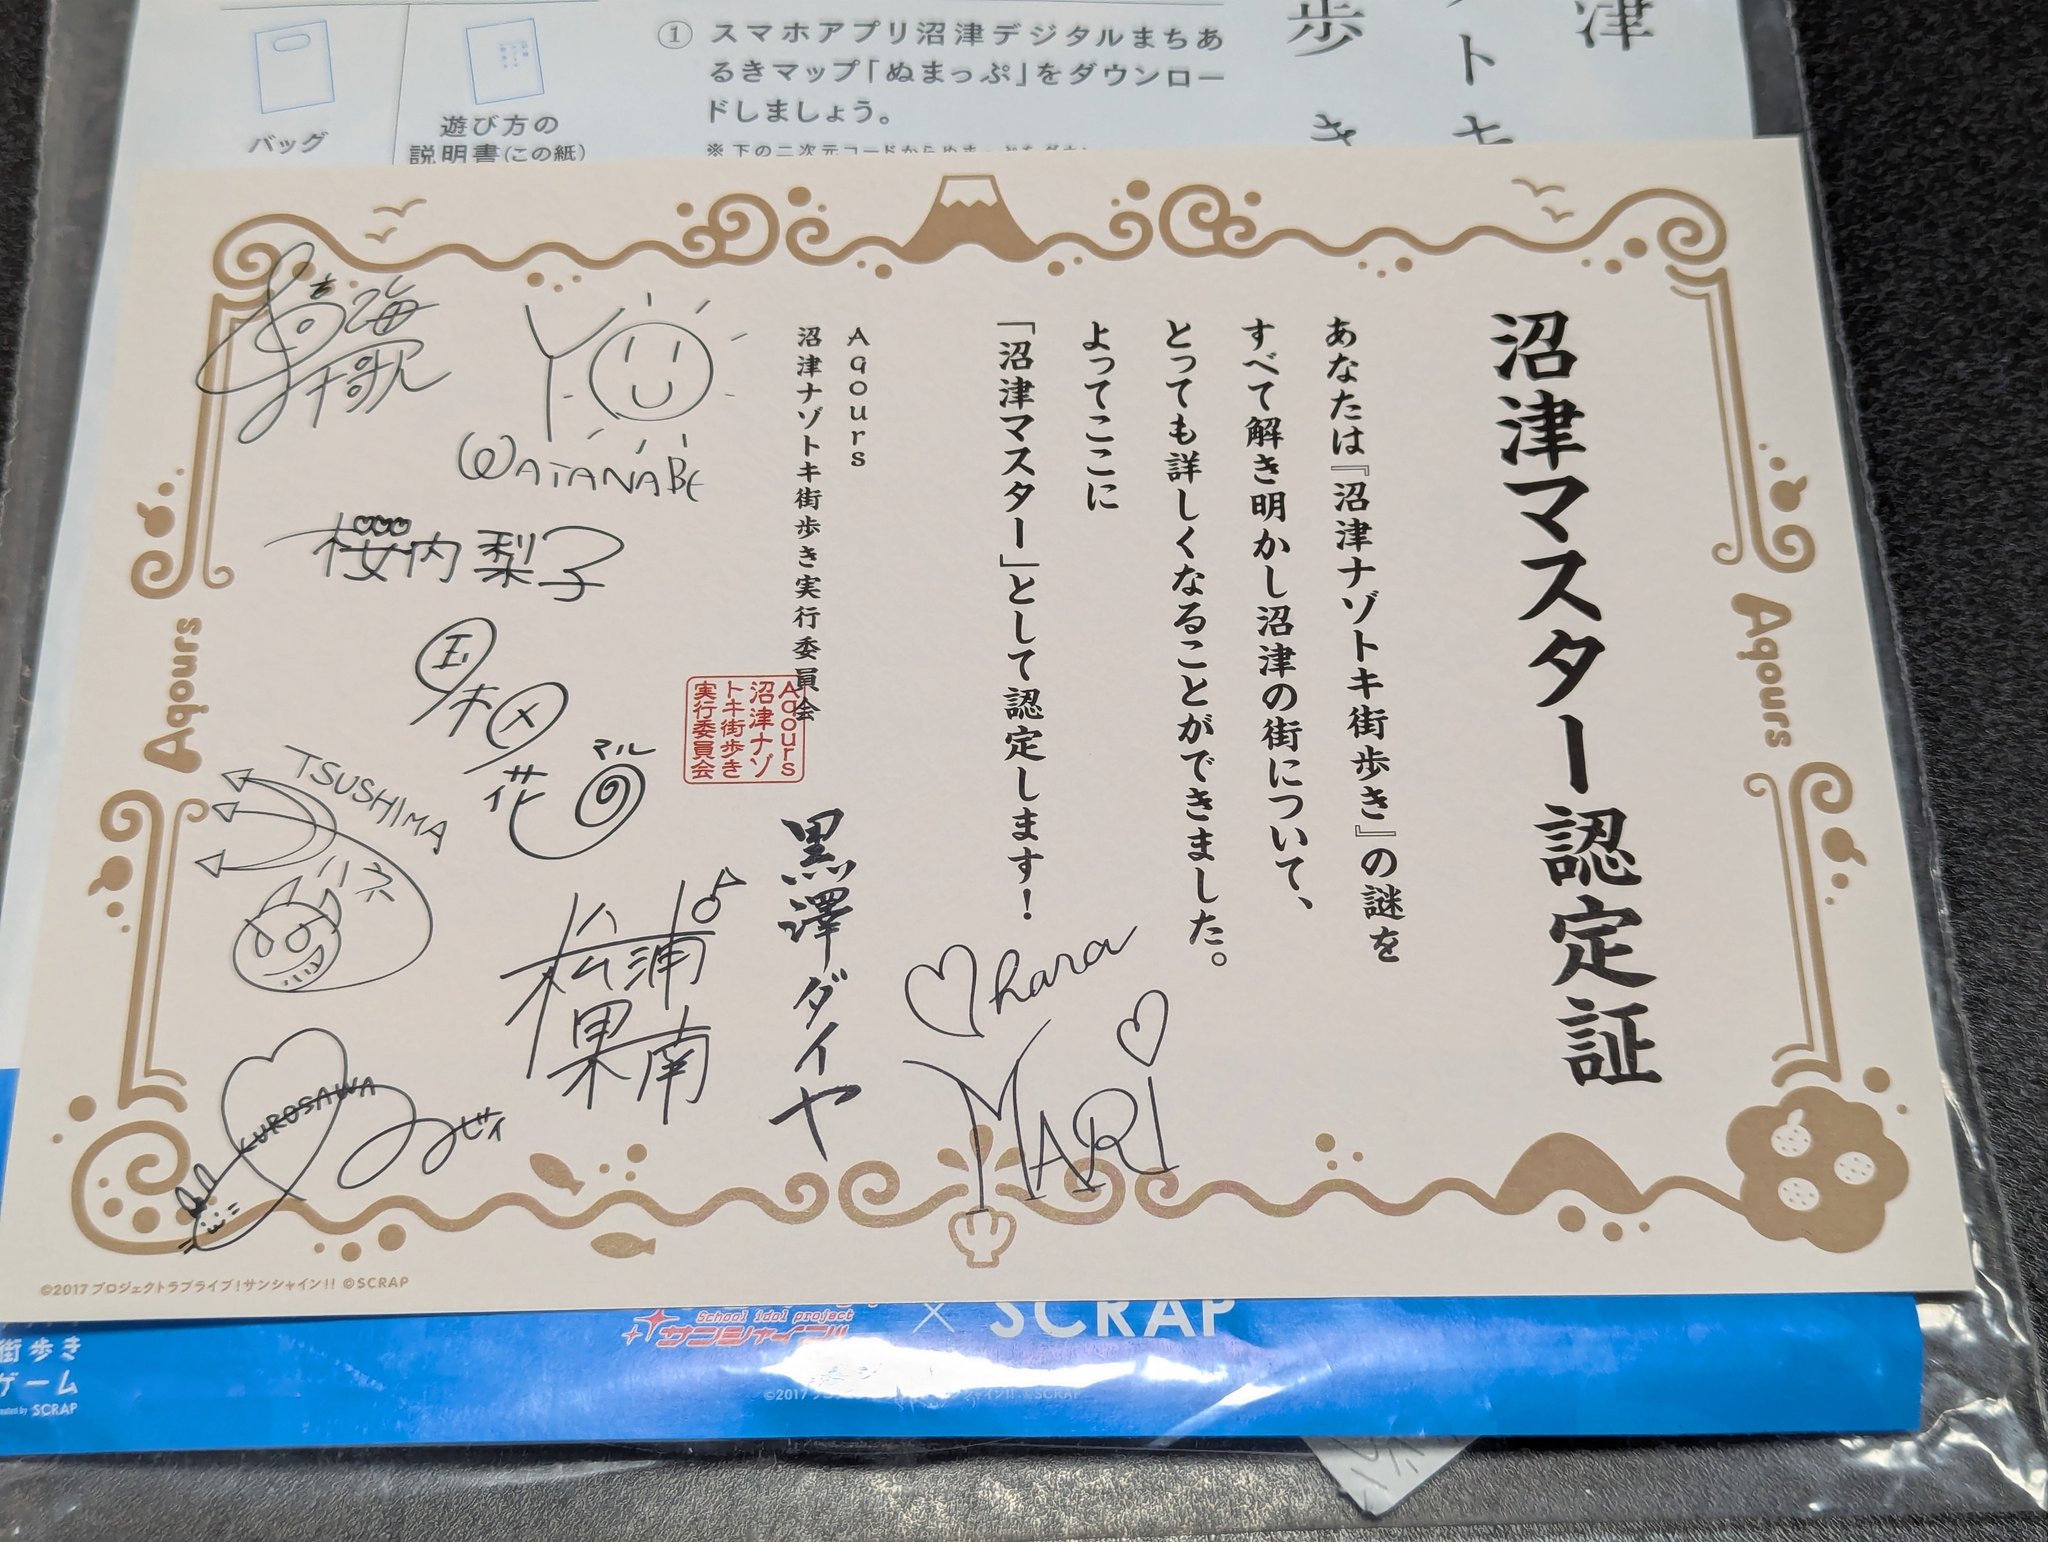 バッグ
遊び方の
説明書(この紙)
① スマホアプリ沼津デジタルまちあ
るきマップ「ぬまっぷ」をダウンロー
ドしましょう。
津
トキ
歩き
沼津マスター認定証
あなたは『沼津ナゾトキ街歩き』の謎を
すべて解き明かし沼津の街について、
とっても詳しくなることができました。
よってここに
「沼津マスター」として認定します!
Aqours
沼津ナゾトキ街歩き実行委員会
Aqours
沼津ナゾ
トキ街歩き
実行委員会
高海
千歌
YOU
WATANABE
桜内梨子
国木田
花丸
マル
TSUSHIMA
ヨハネ
松浦
果南
黒澤ダイヤ
Ohara
MARI
KUROSAWA
ルビィ
Aqours
Aqours
©2017 プロジェクトラブライブ!サンシャイン!! ©SCRAP
School idol project
サンシャイン!!
× SCRAP
街歩き
ゲーム
created by SCRAP